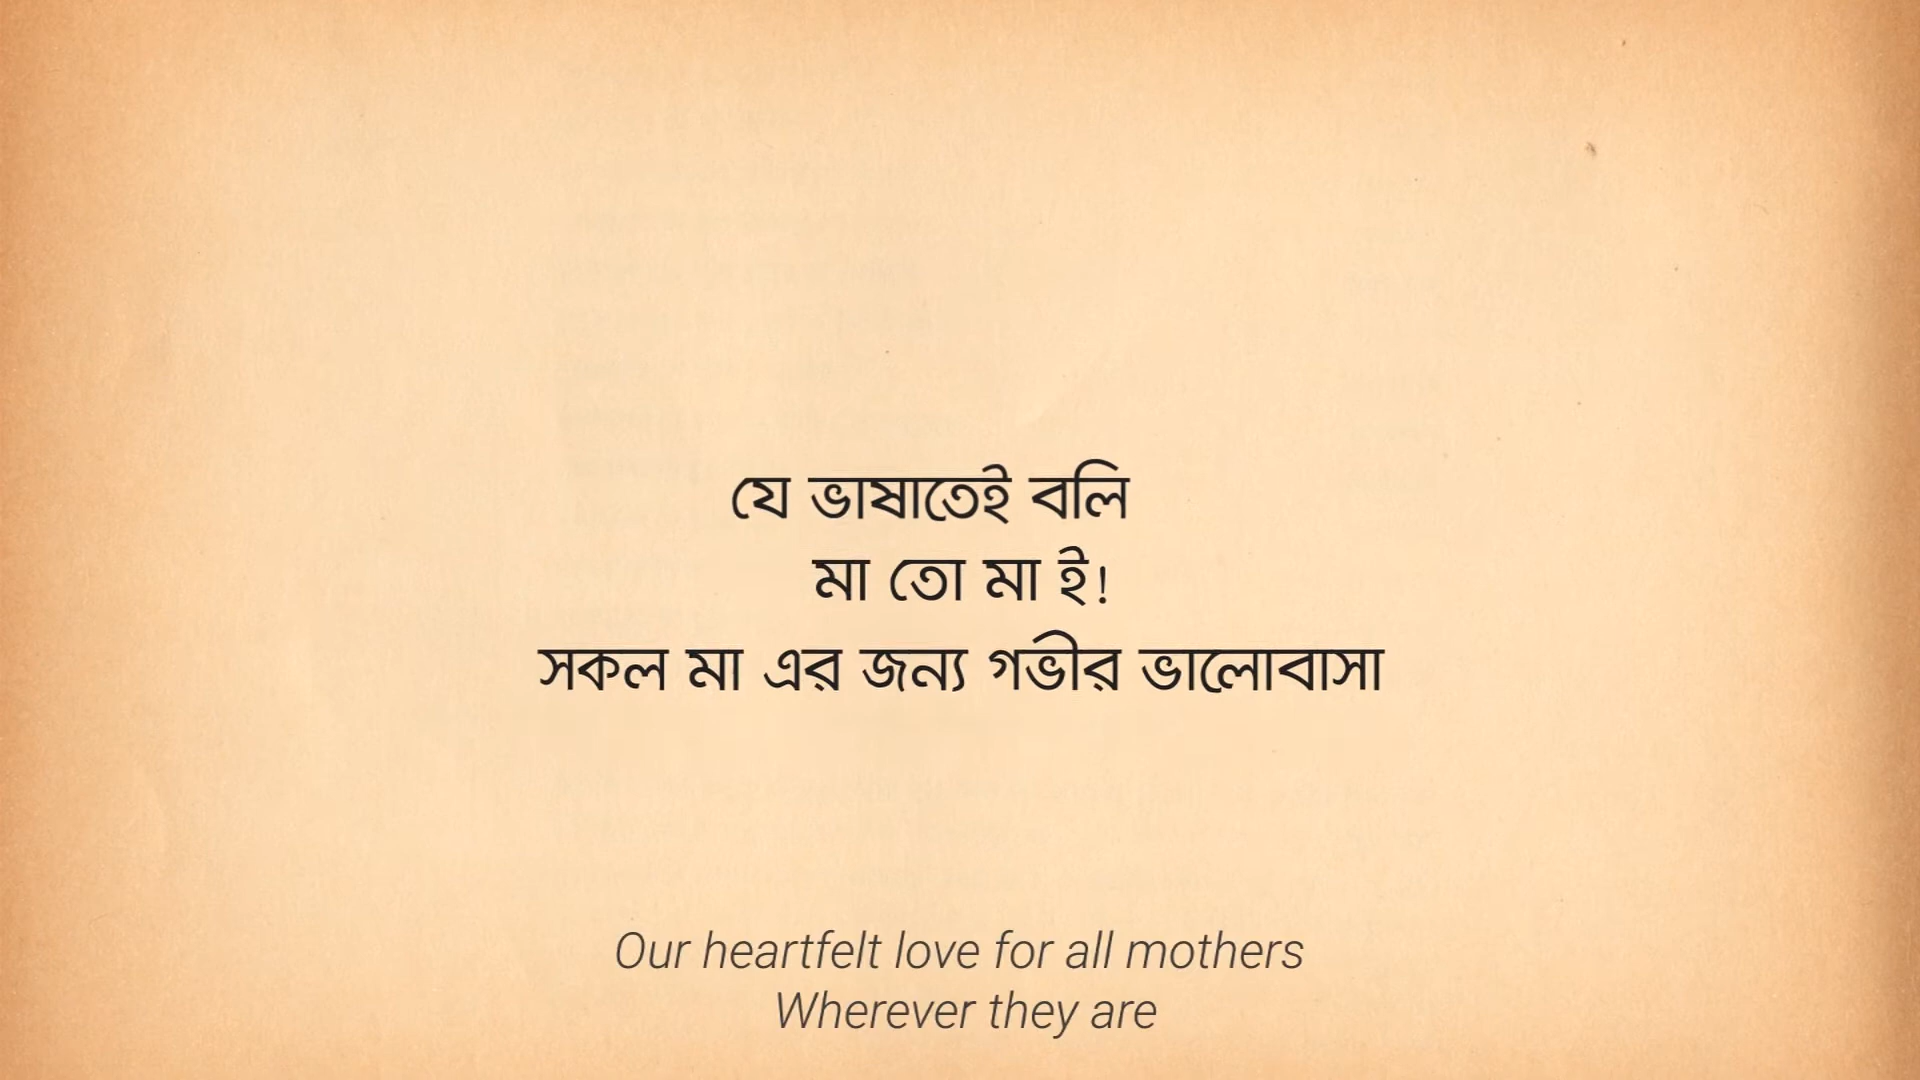 যে ভাষাতেই বলি
মা তো মা ই!
সকল মা এর জন্য গভীর ভালোবাসা
Our heartfelt love for all mothers
Wherever they are